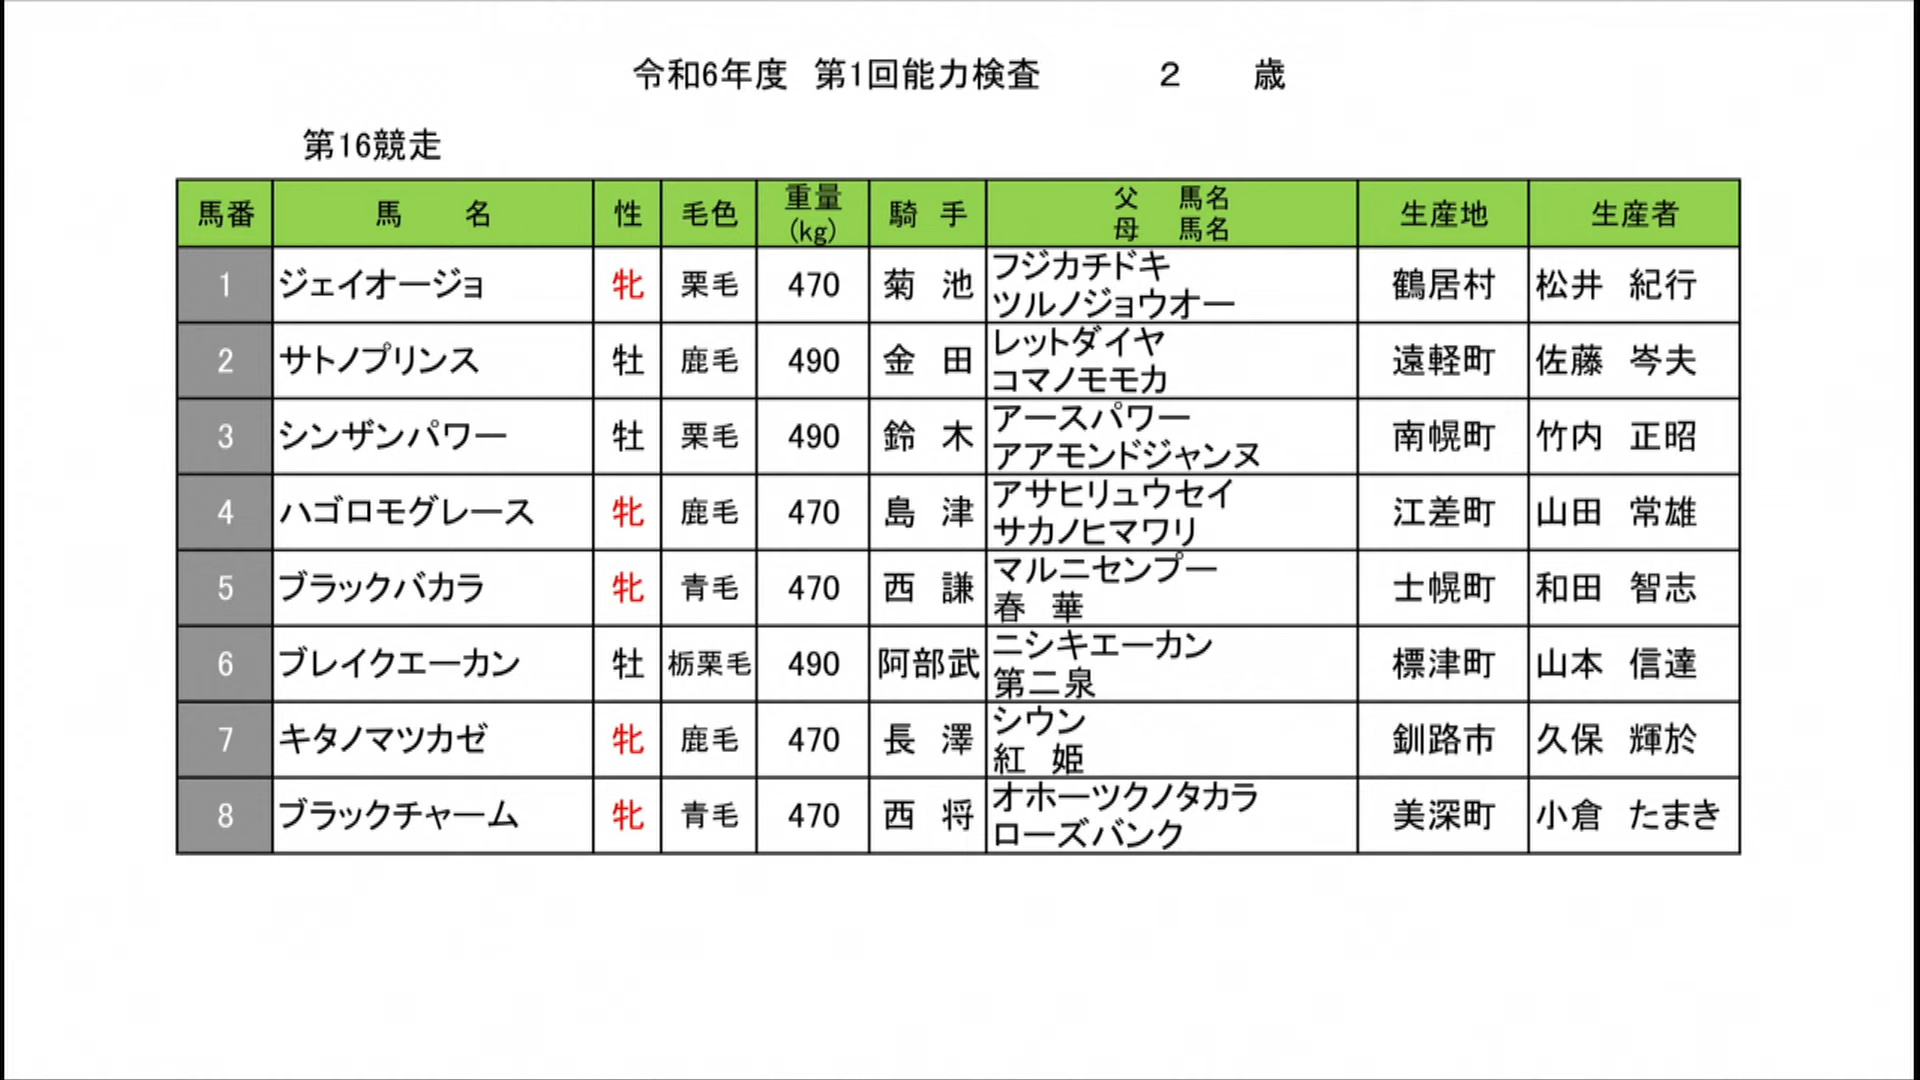 令和6年度 第1回能力検査 2 歳
第16競走
馬番 馬 名 性 毛色 重量(kg) 騎 手 父 馬名 母 馬名 生産地 生産者
1 ジェイオージョ 牝 栗毛 470 菊 池 フジカチドキ ツルノジョウオー 鶴居村 松井 紀行
2 サトノプリンス 牡 鹿毛 490 金 田 レットダイヤ コマノモモカ 遠軽町 佐藤 岑夫
3 シンザンパワー 牡 栗毛 490 鈴 木 アースパワー アアモンドジャンヌ 南幌町 竹内 正昭
4 ハゴロモグレース 牝 鹿毛 470 島 津 アサヒリュウセイ サカノヒマワリ 江差町 山田 常雄
5 ブラックバカラ 牝 青毛 470 西 謙 マルニセンプー 春 華 士幌町 和田 智志
6 ブレイクエーカン 牡 栃栗毛 490 阿部武 ニシキエーカン 第二泉 標津町 山本 信達
7 キタノマツカゼ 牝 鹿毛 470 長 澤 シウン 紅 姫 釧路市 久保 輝於
8 ブラックチャーム 牝 青毛 470 西 将 オホーツクノタカラ ローズバンク 美深町 小倉 たまき